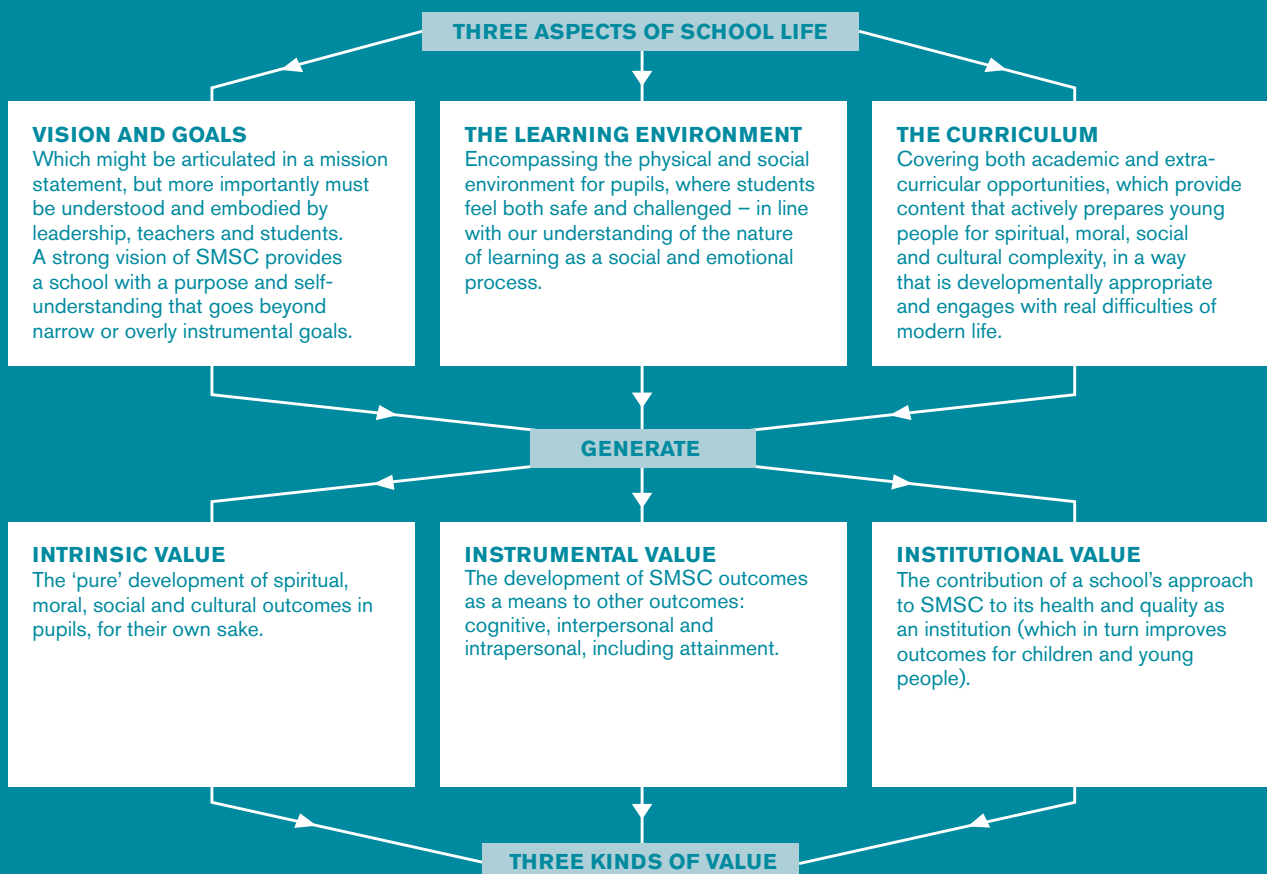 THREE ASPECTS OF SCHOOL LIFE
VISION AND GOALS
Which might be articulated in a mission
statement, but more importantly must
be understood and embodied by
leadership, teachers and students.
A strong vision of SMSC provides
a school with a purpose and self-
understanding that goes beyond
narrow or overly instrumental goals.
THE LEARNING ENVIRONMENT
Encompassing the physical and social
environment for pupils, where students
feel both safe and challenged – in line
with our understanding of the nature
of learning as a social and emotional
process.
THE CURRICULUM
Covering both academic and extra-
curricular opportunities, which provide
content that actively prepares young
people for spiritual, moral, social
and cultural complexity, in a way
that is developmentally appropriate
and engages with real difficulties of
modern life.
GENERATE
INTRINSIC VALUE
The ‘pure’ development of spiritual,
moral, social and cultural outcomes in
pupils, for their own sake.
INSTRUMENTAL VALUE
The development of SMSC outcomes
as a means to other outcomes:
cognitive, interpersonal and
intrapersonal, including attainment.
INSTITUTIONAL VALUE
The contribution of a school’s approach
to SMSC to its health and quality as
an institution (which in turn improves
outcomes for children and young
people).
THREE KINDS OF VALUE